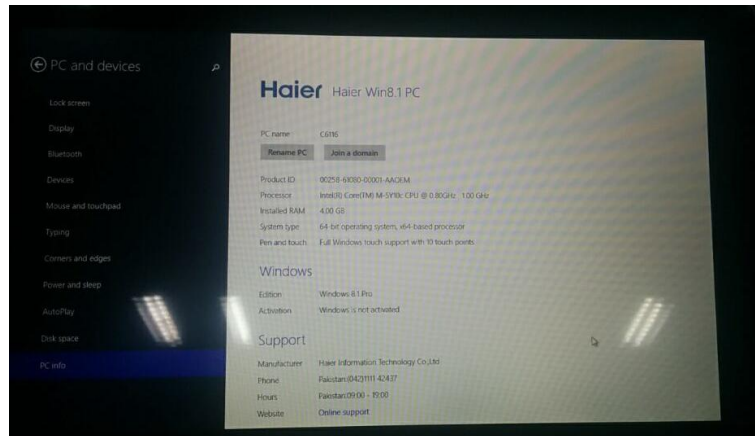 PC and devices
Lock screen
Display
Bluetooth
Devices
Mouse and touchpad
Typing
Corners and edges
Power and sleep
AutoPlay
Disk space
PC info
Haier Haier Win8.1 PC
PC name C6116
Rename PC Join a domain
Product ID 00258-61080-00001-AAOEM
Processor Intel(R) Core(TM) M-5Y10c CPU @ 0.80GHz 1.00 GHz
Installed RAM 4.00 GB
System type 64-bit operating system, x64-based processor
Pen and touch Full Windows touch support with 10 touch points
Windows
Edition Windows 8.1 Pro
Activation Windows is not activated
Support
Manufacturer Haier Information Technology Co.,Ltd
Phone Pakistan:(042)1111 42437
Hours Pakistan:09:00 - 19:00
Website Online support